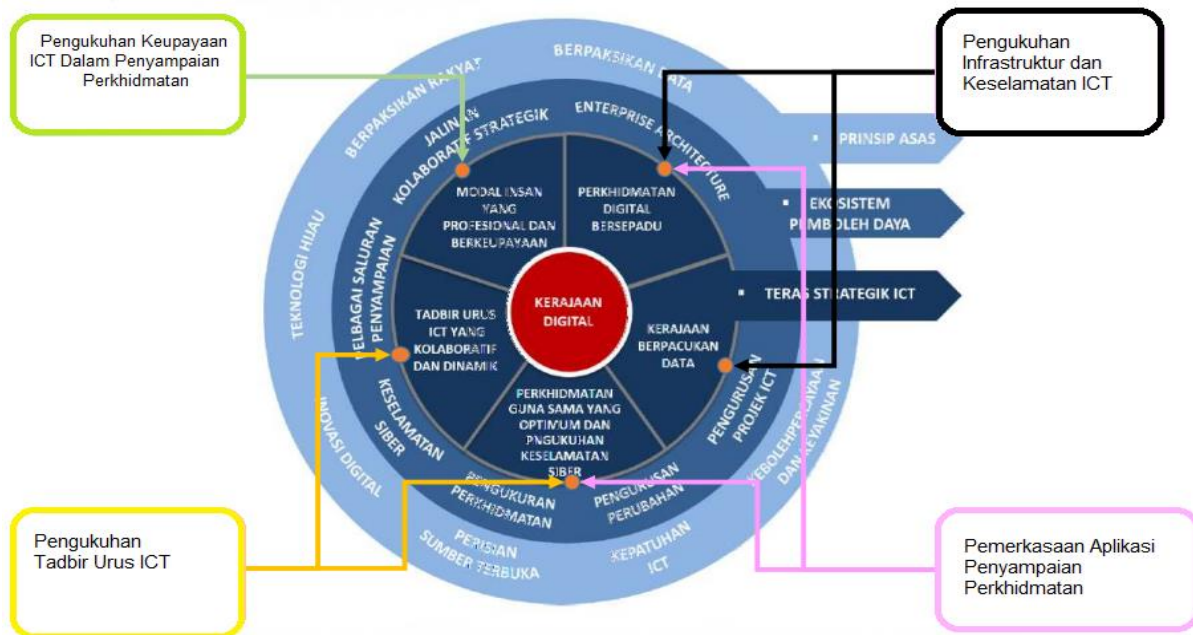 Pengukuhan Keupayaan
ICT Dalam Penyampaian
Perkhidmatan
Pengukuhan
Infrastruktur dan
Keselamatan ICT
BERPAKSIKAN RAKYAT
BERPAKSIKAN DATA
JALINAN
KOLABORATIF STRATEGIK
ENTERPRISE ARCHITECTURE
▪ PRINSIP ASAS
▪ EKOSISTEM
PEMBOLEH DAYA
▪ TERAS STRATEGIK ICT
MODAL INSAN
YANG
PROFESIONAL DAN
BERKEUPAYAAN
PERKHIDMATAN
DIGITAL
BERSEPADU
TEKNOLOGI HIJAU
PELBAGAI SALURAN
PENYAMPAIAN
KERAJAAN
DIGITAL
TADBIR URUS
ICT YANG
KOLABORATIF
DAN DINAMIK
KERAJAAN
BERPACUKAN
DATA
PERKHIDMATAN
GUNA SAMA YANG
OPTIMUM DAN
PNGUKUHAN
KESELAMATAN
SIBER
KESELAMATAN
SIBER
PENGURUSAN
PROJEK ICT
INOVASI DIGITAL
KEBOLEHPERCAYAAN
DAN KEYAKINAN
PENGUKURAN
PERKHIDMATAN
PENGURUSAN
PERUBAHAN
PERISIAN
SUMBER TERBUKA
KEPATUHAN
ICT
Pengukuhan
Tadbir Urus ICT
Pemerkasaan Aplikasi
Penyampaian
Perkhidmatan